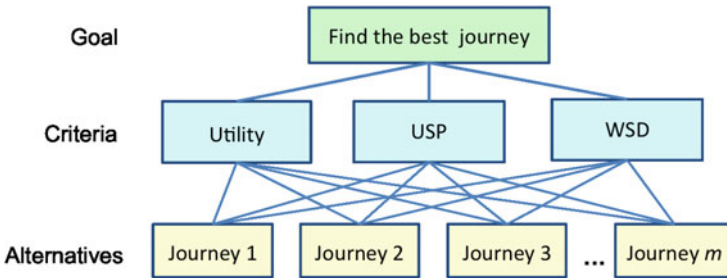 Goal
Find the best journey
Criteria
Utility
USP
WSD
Alternatives
Journey 1
Journey 2
Journey 3
...
Journey m